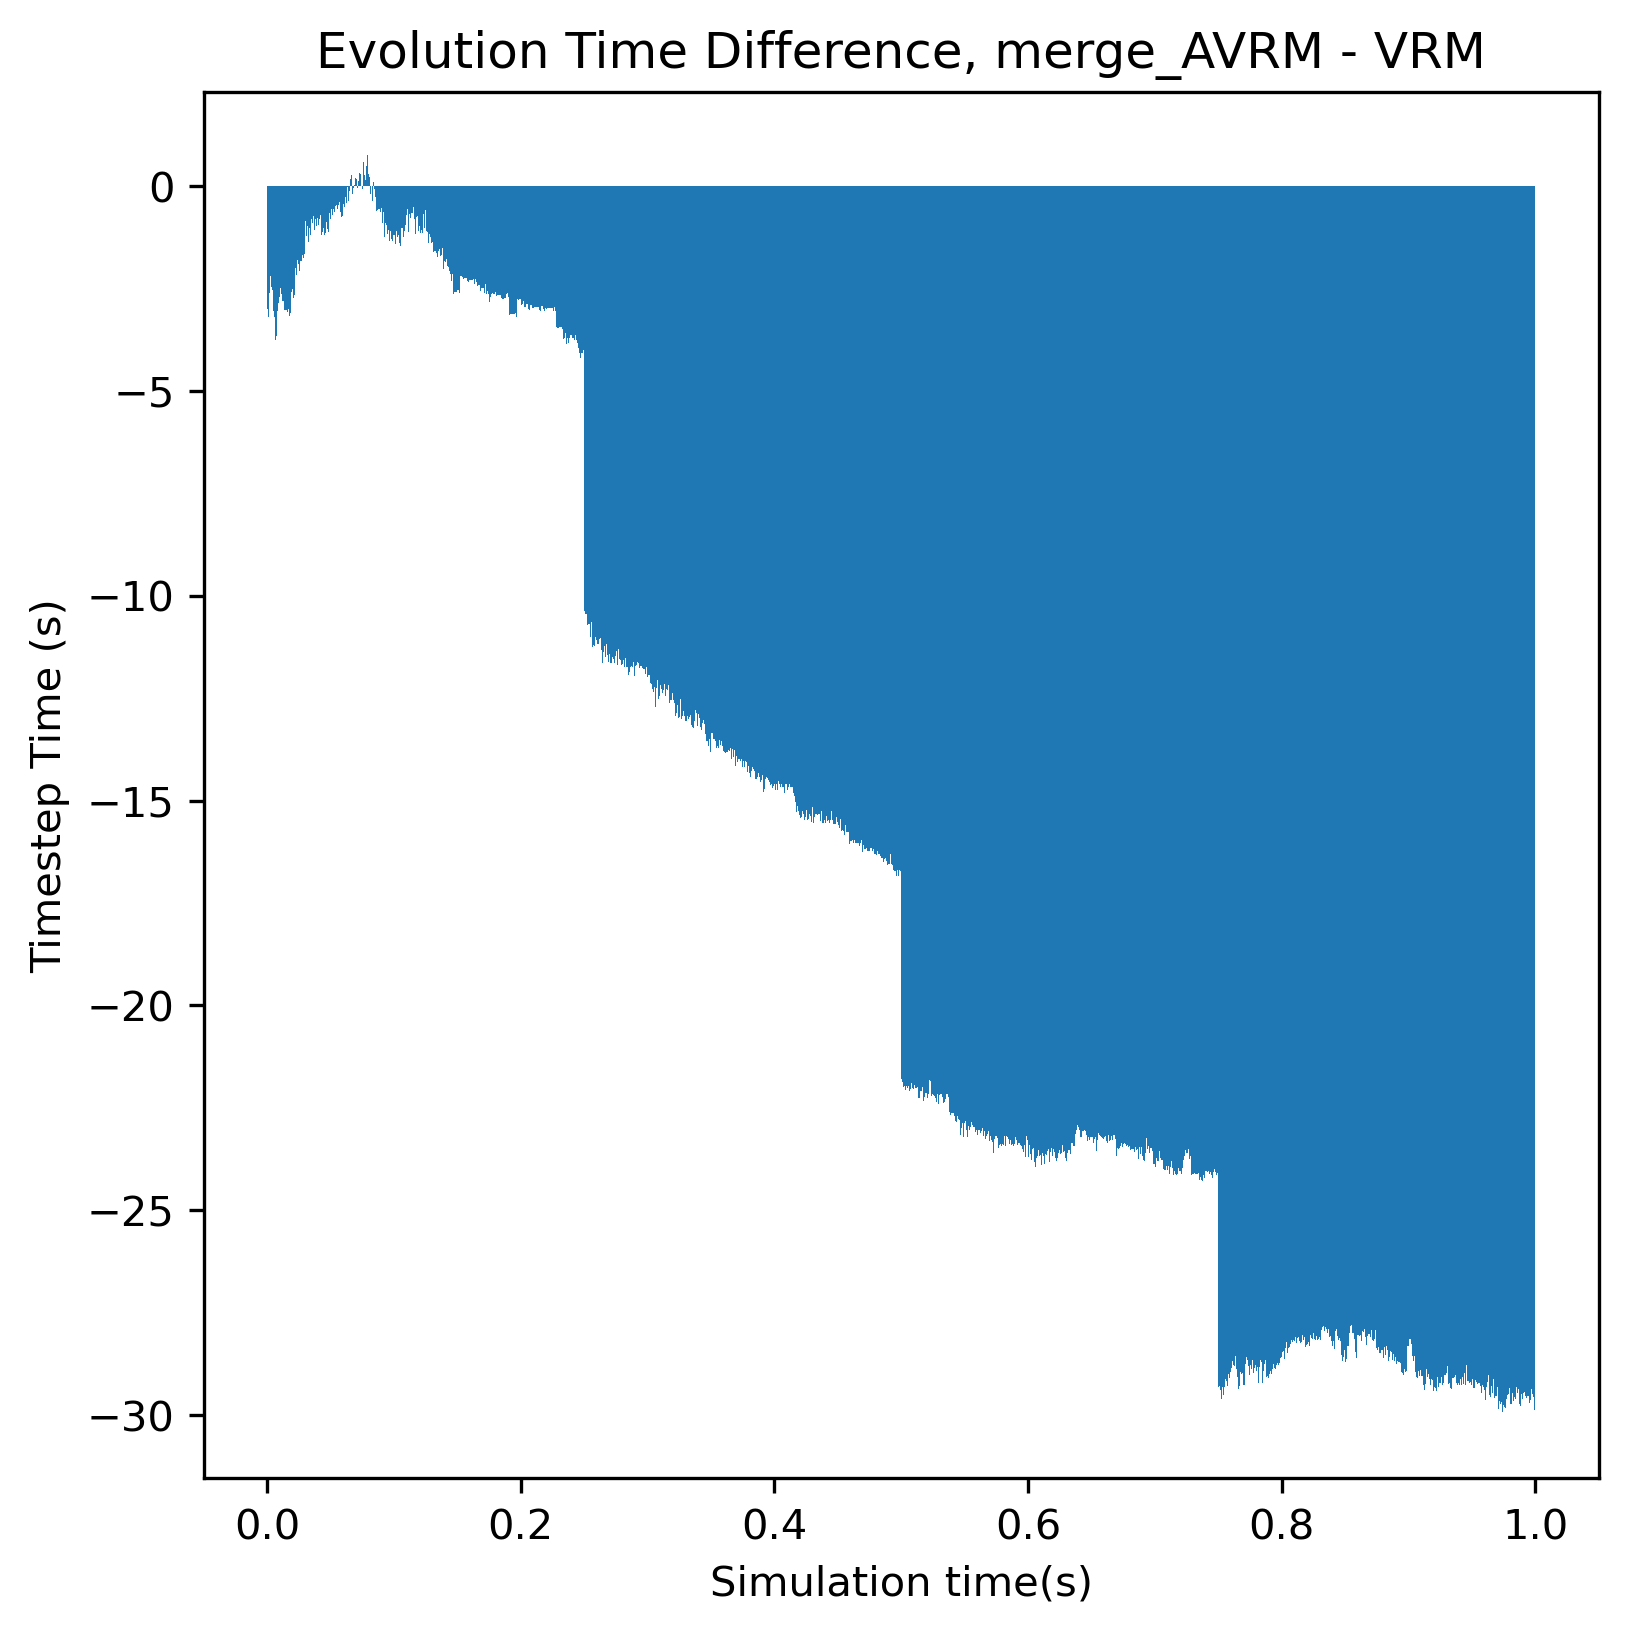 Evolution Time Difference, merge_AVRM - VRM
Timestep Time (s)
0
−5
−10
−15
−20
−25
−30
0.0 0.2 0.4 0.6 0.8 1.0
Simulation time(s)